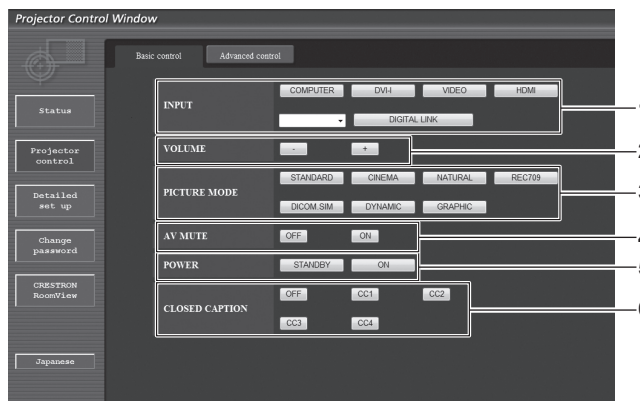 Projector Control Window
Basic control
Advanced control
Status
Projector control
Detailed set up
Change password
CRESTRON RoomView
Japanese
INPUT
COMPUTER DVI-I VIDEO HDMI
DIGITAL LINK
VOLUME - +
PICTURE MODE
STANDARD CINEMA NATURAL REC709
DICOM SIM DYNAMIC GRAPHIC
AV MUTE OFF ON
POWER STANDBY ON
CLOSED CAPTION
OFF CC1 CC2
CC3 CC4